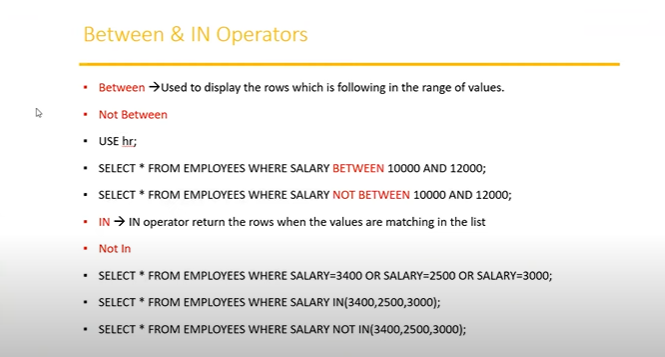 Between & IN Operators
▪ Between →Used to display the rows which is following in the range of values.
▪ Not Between
▪ USE hr;
▪ SELECT * FROM EMPLOYEES WHERE SALARY BETWEEN 10000 AND 12000;
▪ SELECT * FROM EMPLOYEES WHERE SALARY NOT BETWEEN 10000 AND 12000;
▪ IN → IN operator return the rows when the values are matching in the list
▪ Not In
▪ SELECT * FROM EMPLOYEES WHERE SALARY=3400 OR SALARY=2500 OR SALARY=3000;
▪ SELECT * FROM EMPLOYEES WHERE SALARY IN(3400,2500,3000);
▪ SELECT * FROM EMPLOYEES WHERE SALARY NOT IN(3400,2500,3000);